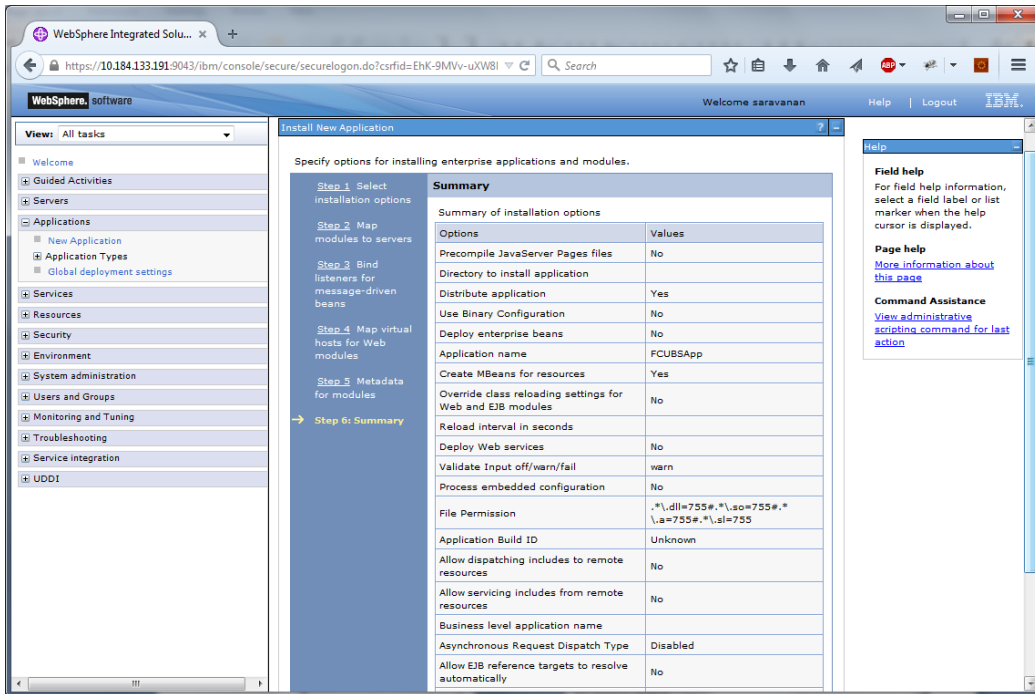 WebSphere Integrated Solu... × +
https://10.184.133.191:9043/ibm/console/secure/securelogon.do?csrfid=EhK-9MVv-uXW8l
Search
ABP
WebSphere. software
Welcome saravanan
Help | Logout
IBM.
View: All tasks
Welcome
Guided Activities
Servers
Applications
New Application
Application Types
Global deployment settings
Services
Resources
Security
Environment
System administration
Users and Groups
Monitoring and Tuning
Troubleshooting
Service integration
UDDI
Install New Application
? -
Specify options for installing enterprise applications and modules.
Step 1 Select
installation options
Step 2 Map
modules to servers
Step 3 Bind
listeners for
message-driven
beans
Step 4 Map virtual
hosts for Web
modules
Step 5 Metadata
for modules
Step 6: Summary
Summary
Summary of installation options
Options Values
Precompile JavaServer Pages files No
Directory to install application
Distribute application Yes
Use Binary Configuration No
Deploy enterprise beans No
Application name FCUBSApp
Create MBeans for resources Yes
Override class reloading settings for
Web and EJB modules No
Reload interval in seconds
Deploy Web services No
Validate Input off/warn/fail warn
Process embedded configuration No
File Permission .*\.dll=755#.*\.so=755#.*
\.a=755#.*\.sl=755
Application Build ID Unknown
Allow dispatching includes to remote
resources No
Allow servicing includes from remote
resources No
Business level application name
Asynchronous Request Dispatch Type Disabled
Allow EJB reference targets to resolve
automatically No
Help
Field help
For field help information,
select a field label or list
marker when the help
cursor is displayed.
Page help
More information about
this page
Command Assistance
View administrative
scripting command for last
action